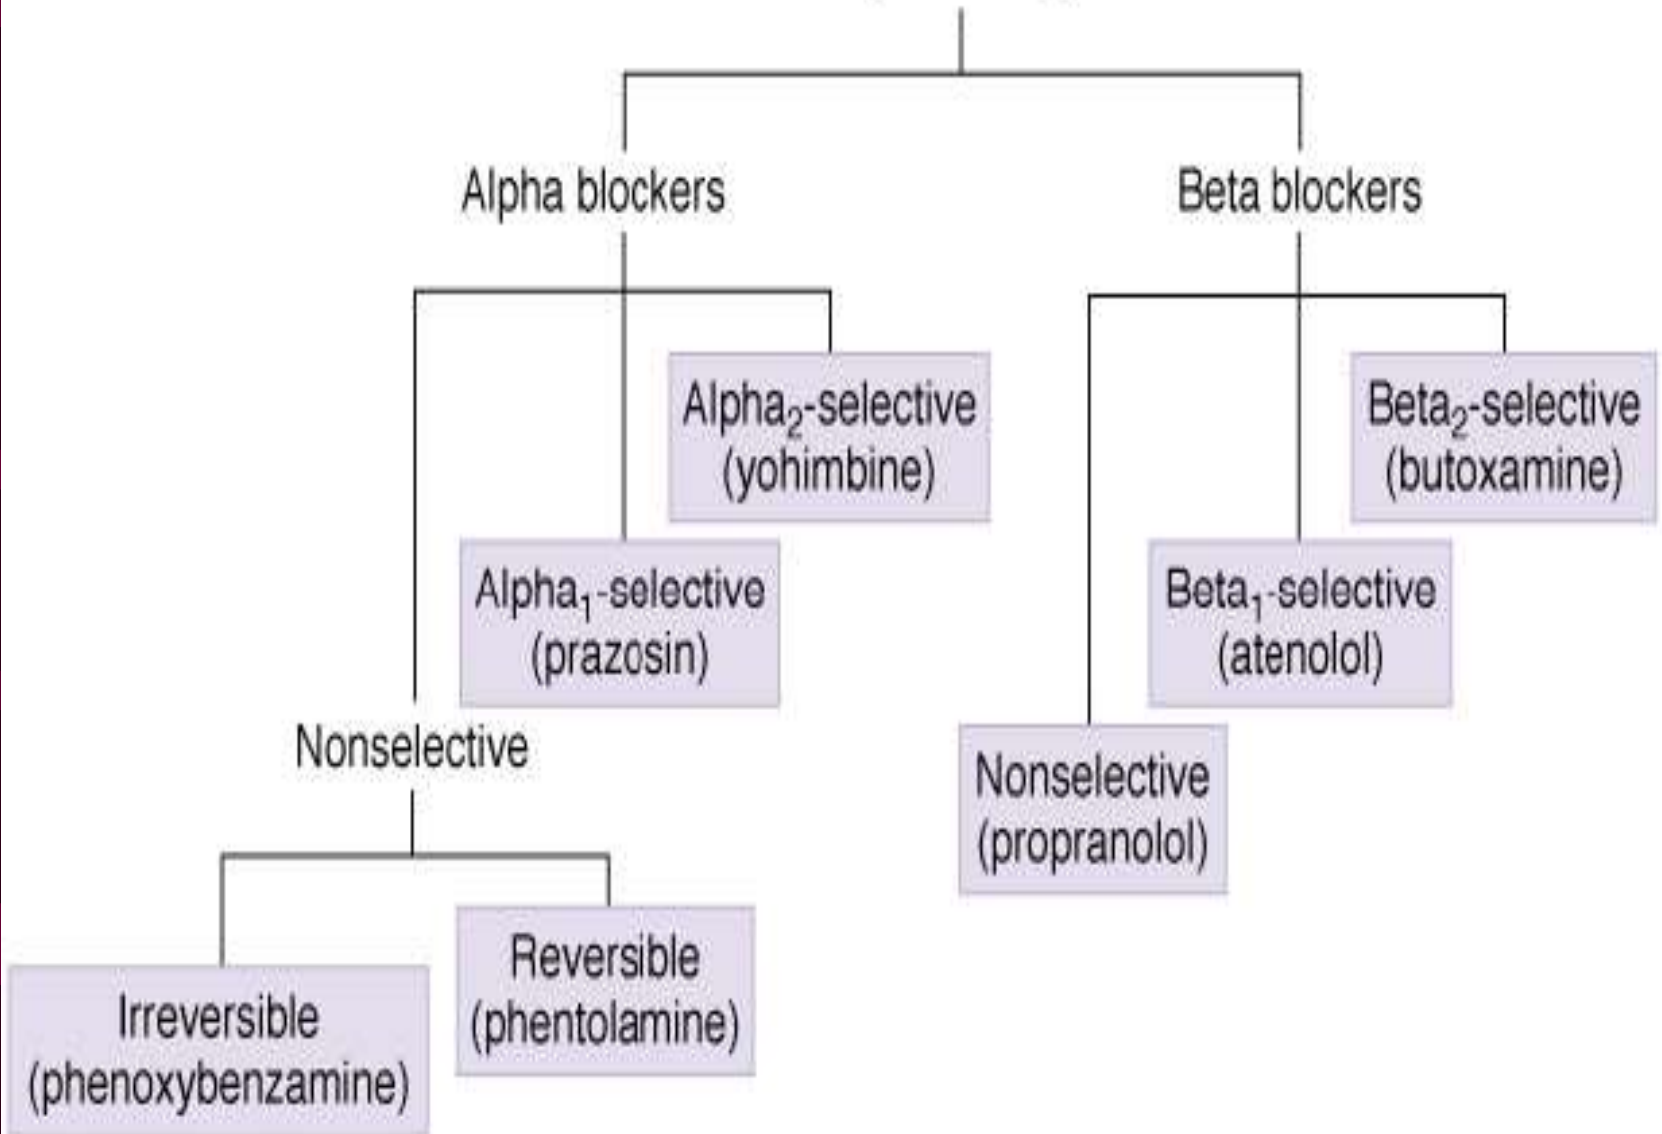 Alpha blockers
Beta blockers
Alpha₂-selective
(yohimbine)
Beta₂-selective
(butoxamine)
Alpha₁-selective
(prazosin)
Beta₁-selective
(atenolol)
Nonselective
Nonselective
(propranolol)
Reversible
(phentolamine)
Irreversible
(phenoxybenzamine)